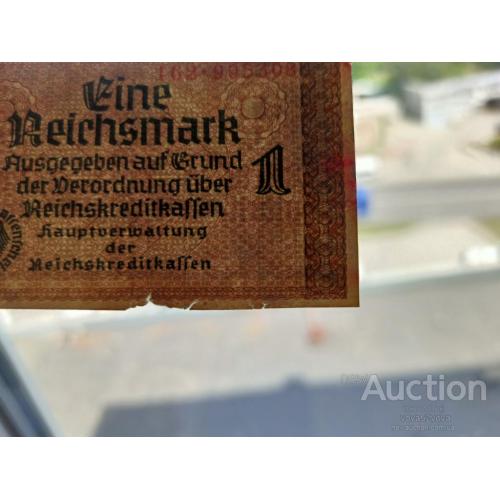 Eine
Reichsmark
Ausgegeben auf Grund
der Verordnung über
Reichskreditkassen
Hauptverwaltung
der
Reichskreditkassen
1
Auction